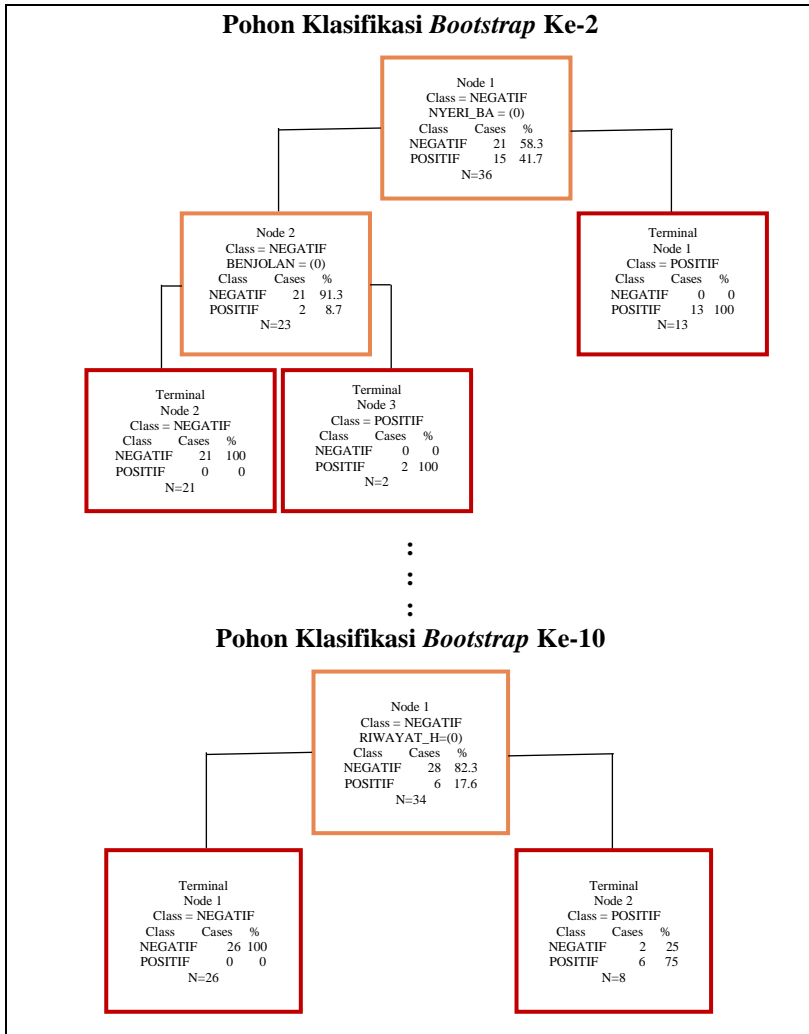 Pohon Klasifikasi Bootstrap Ke-2
Node 1
Class = NEGATIF
NYERI_BA = (0)
Class Cases %
NEGATIF 21 58.3
POSITIF 15 41.7
N=36
Node 2
Class = NEGATIF
BENJOLAN = (0)
Class Cases %
NEGATIF 21 91.3
POSITIF 2 8.7
N=23
Terminal
Node 1
Class = POSITIF
Class Cases %
NEGATIF 0 0
POSITIF 13 100
N=13
Terminal
Node 2
Class = NEGATIF
Class Cases %
NEGATIF 21 100
POSITIF 0 0
N=21
Terminal
Node 3
Class = POSITIF
Class Cases %
NEGATIF 0 0
POSITIF 2 100
N=2
:
:
:
Pohon Klasifikasi Bootstrap Ke-10
Node 1
Class = NEGATIF
RIWAYAT_H=(0)
Class Cases %
NEGATIF 28 82.3
POSITIF 6 17.6
N=34
Terminal
Node 1
Class = NEGATIF
Class Cases %
NEGATIF 26 100
POSITIF 0 0
N=26
Terminal
Node 2
Class = POSITIF
Class Cases %
NEGATIF 2 25
POSITIF 6 75
N=8